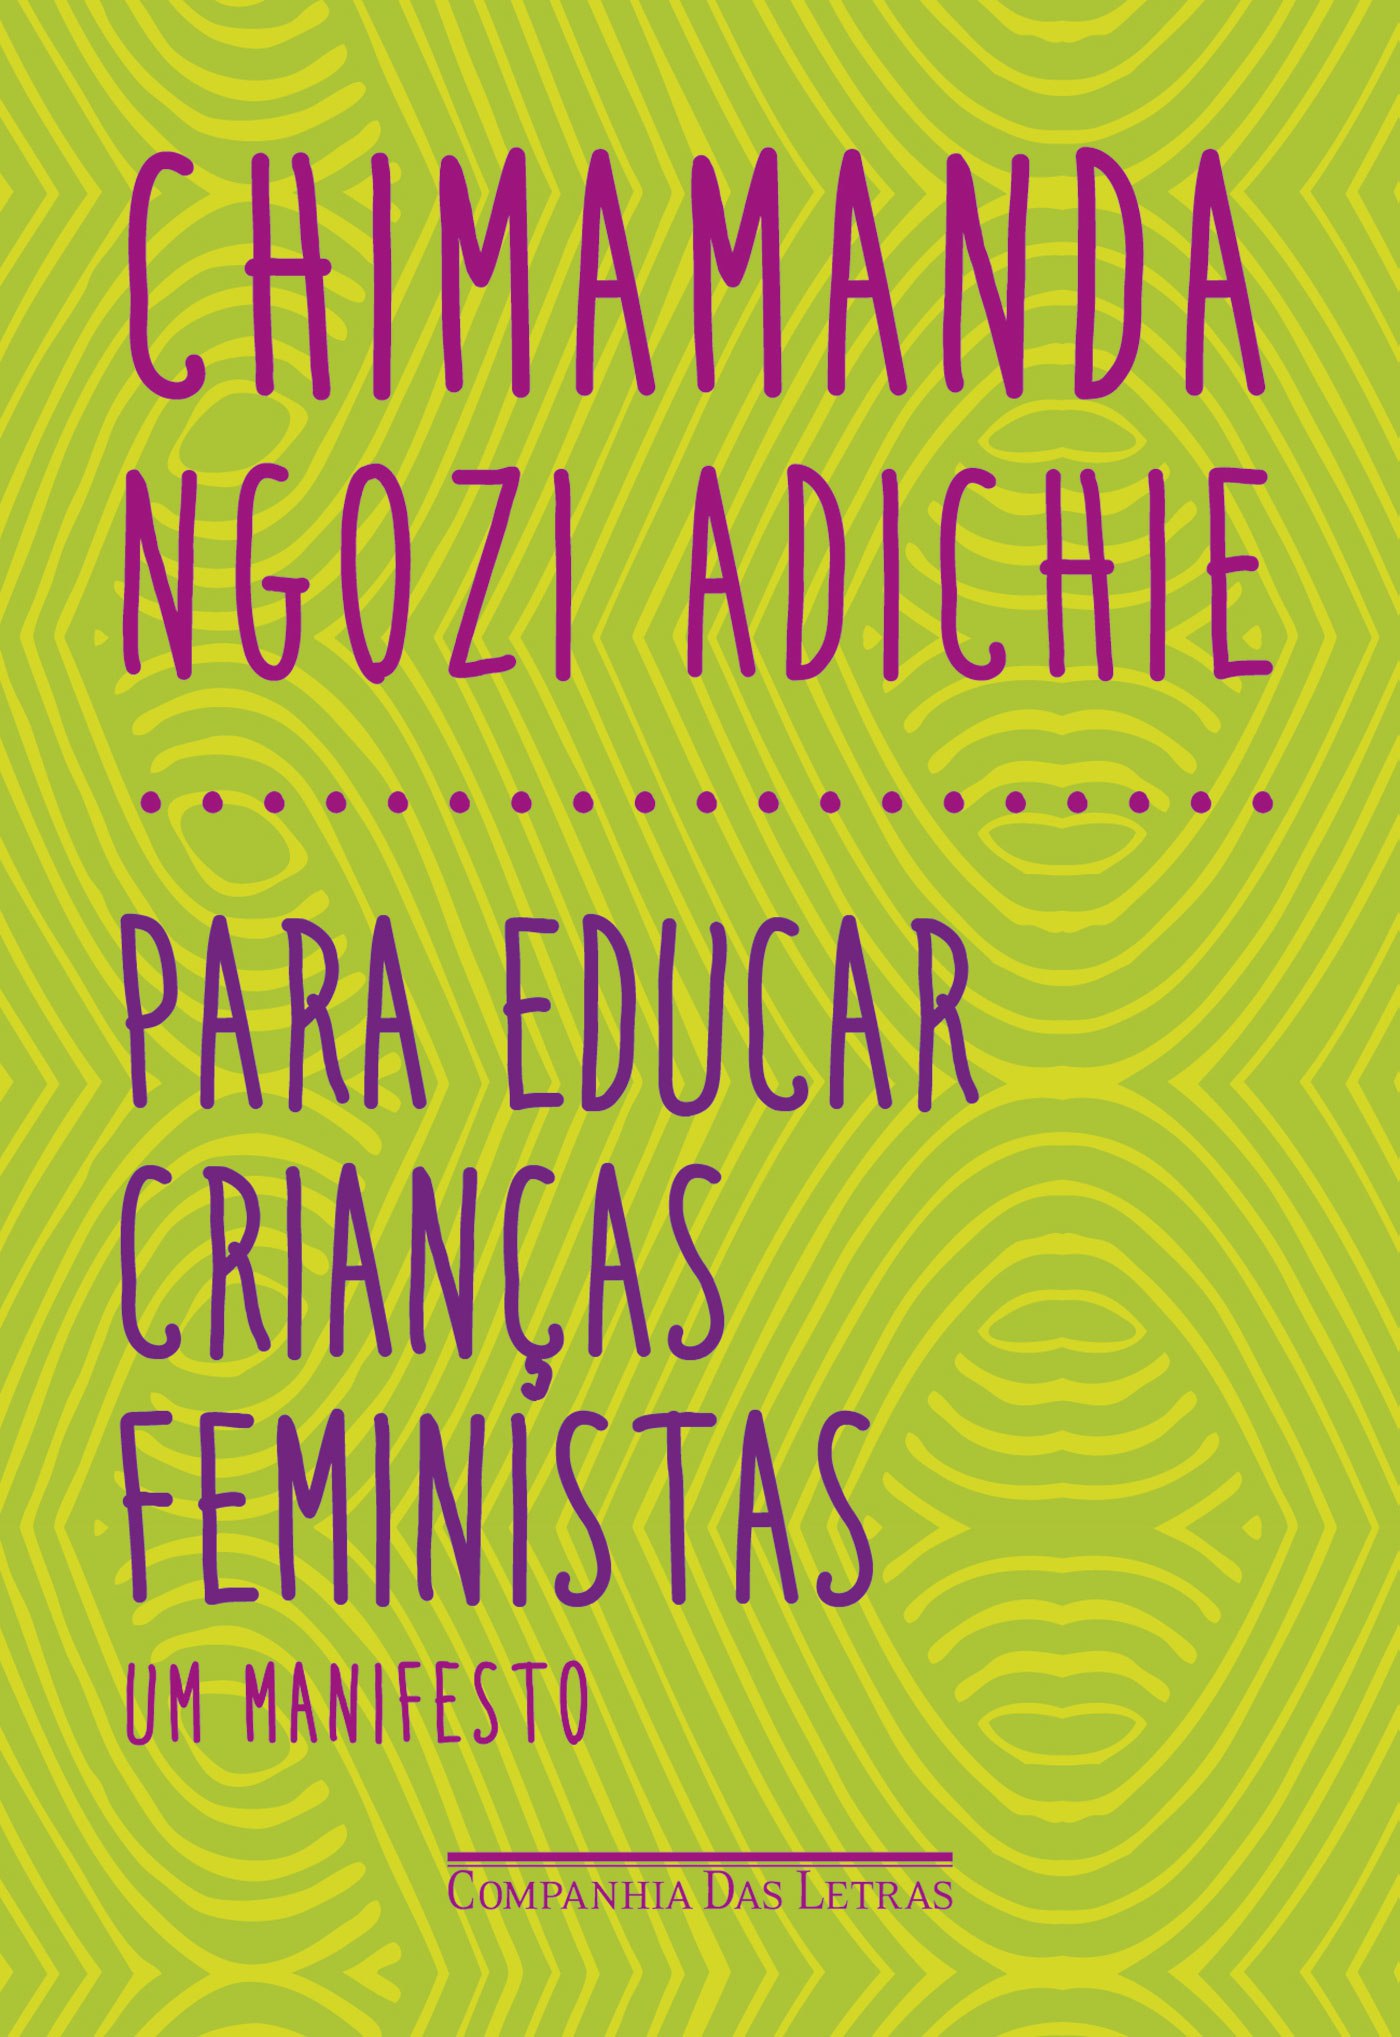 CHIMAMANDA
NGOZI ADICHIE
PARA EDUCAR
CRIANÇAS
FEMINISTAS
UM MANIFESTO
COMPANHIA DAS LETRAS